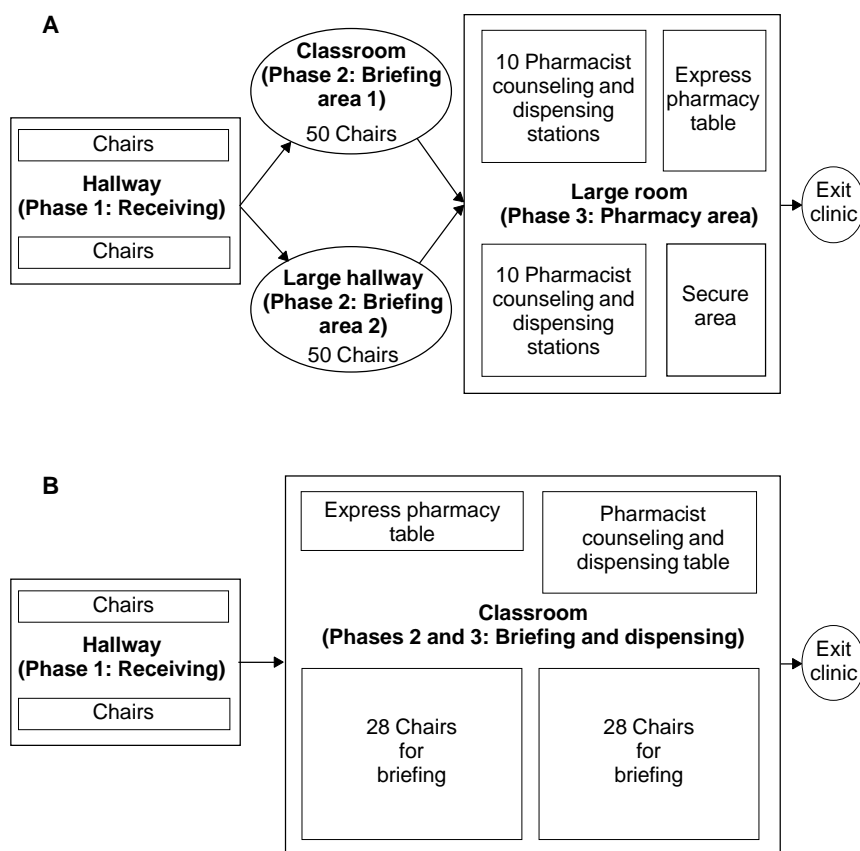 A
Chairs
Hallway
(Phase 1: Receiving)
Chairs
Classroom
(Phase 2: Briefing
area 1)
50 Chairs
Large hallway
(Phase 2: Briefing
area 2)
50 Chairs
10 Pharmacist
counseling and
dispensing
stations
Express
pharmacy
table
Large room
(Phase 3: Pharmacy area)
10 Pharmacist
counseling and
dispensing
stations
Secure
area
Exit
clinic
B
Chairs
Hallway
(Phase 1: Receiving)
Chairs
Express pharmacy
table
Pharmacist
counseling and
dispensing table
Classroom
(Phases 2 and 3: Briefing and dispensing)
28 Chairs
for
briefing
28 Chairs
for
briefing
Exit
clinic